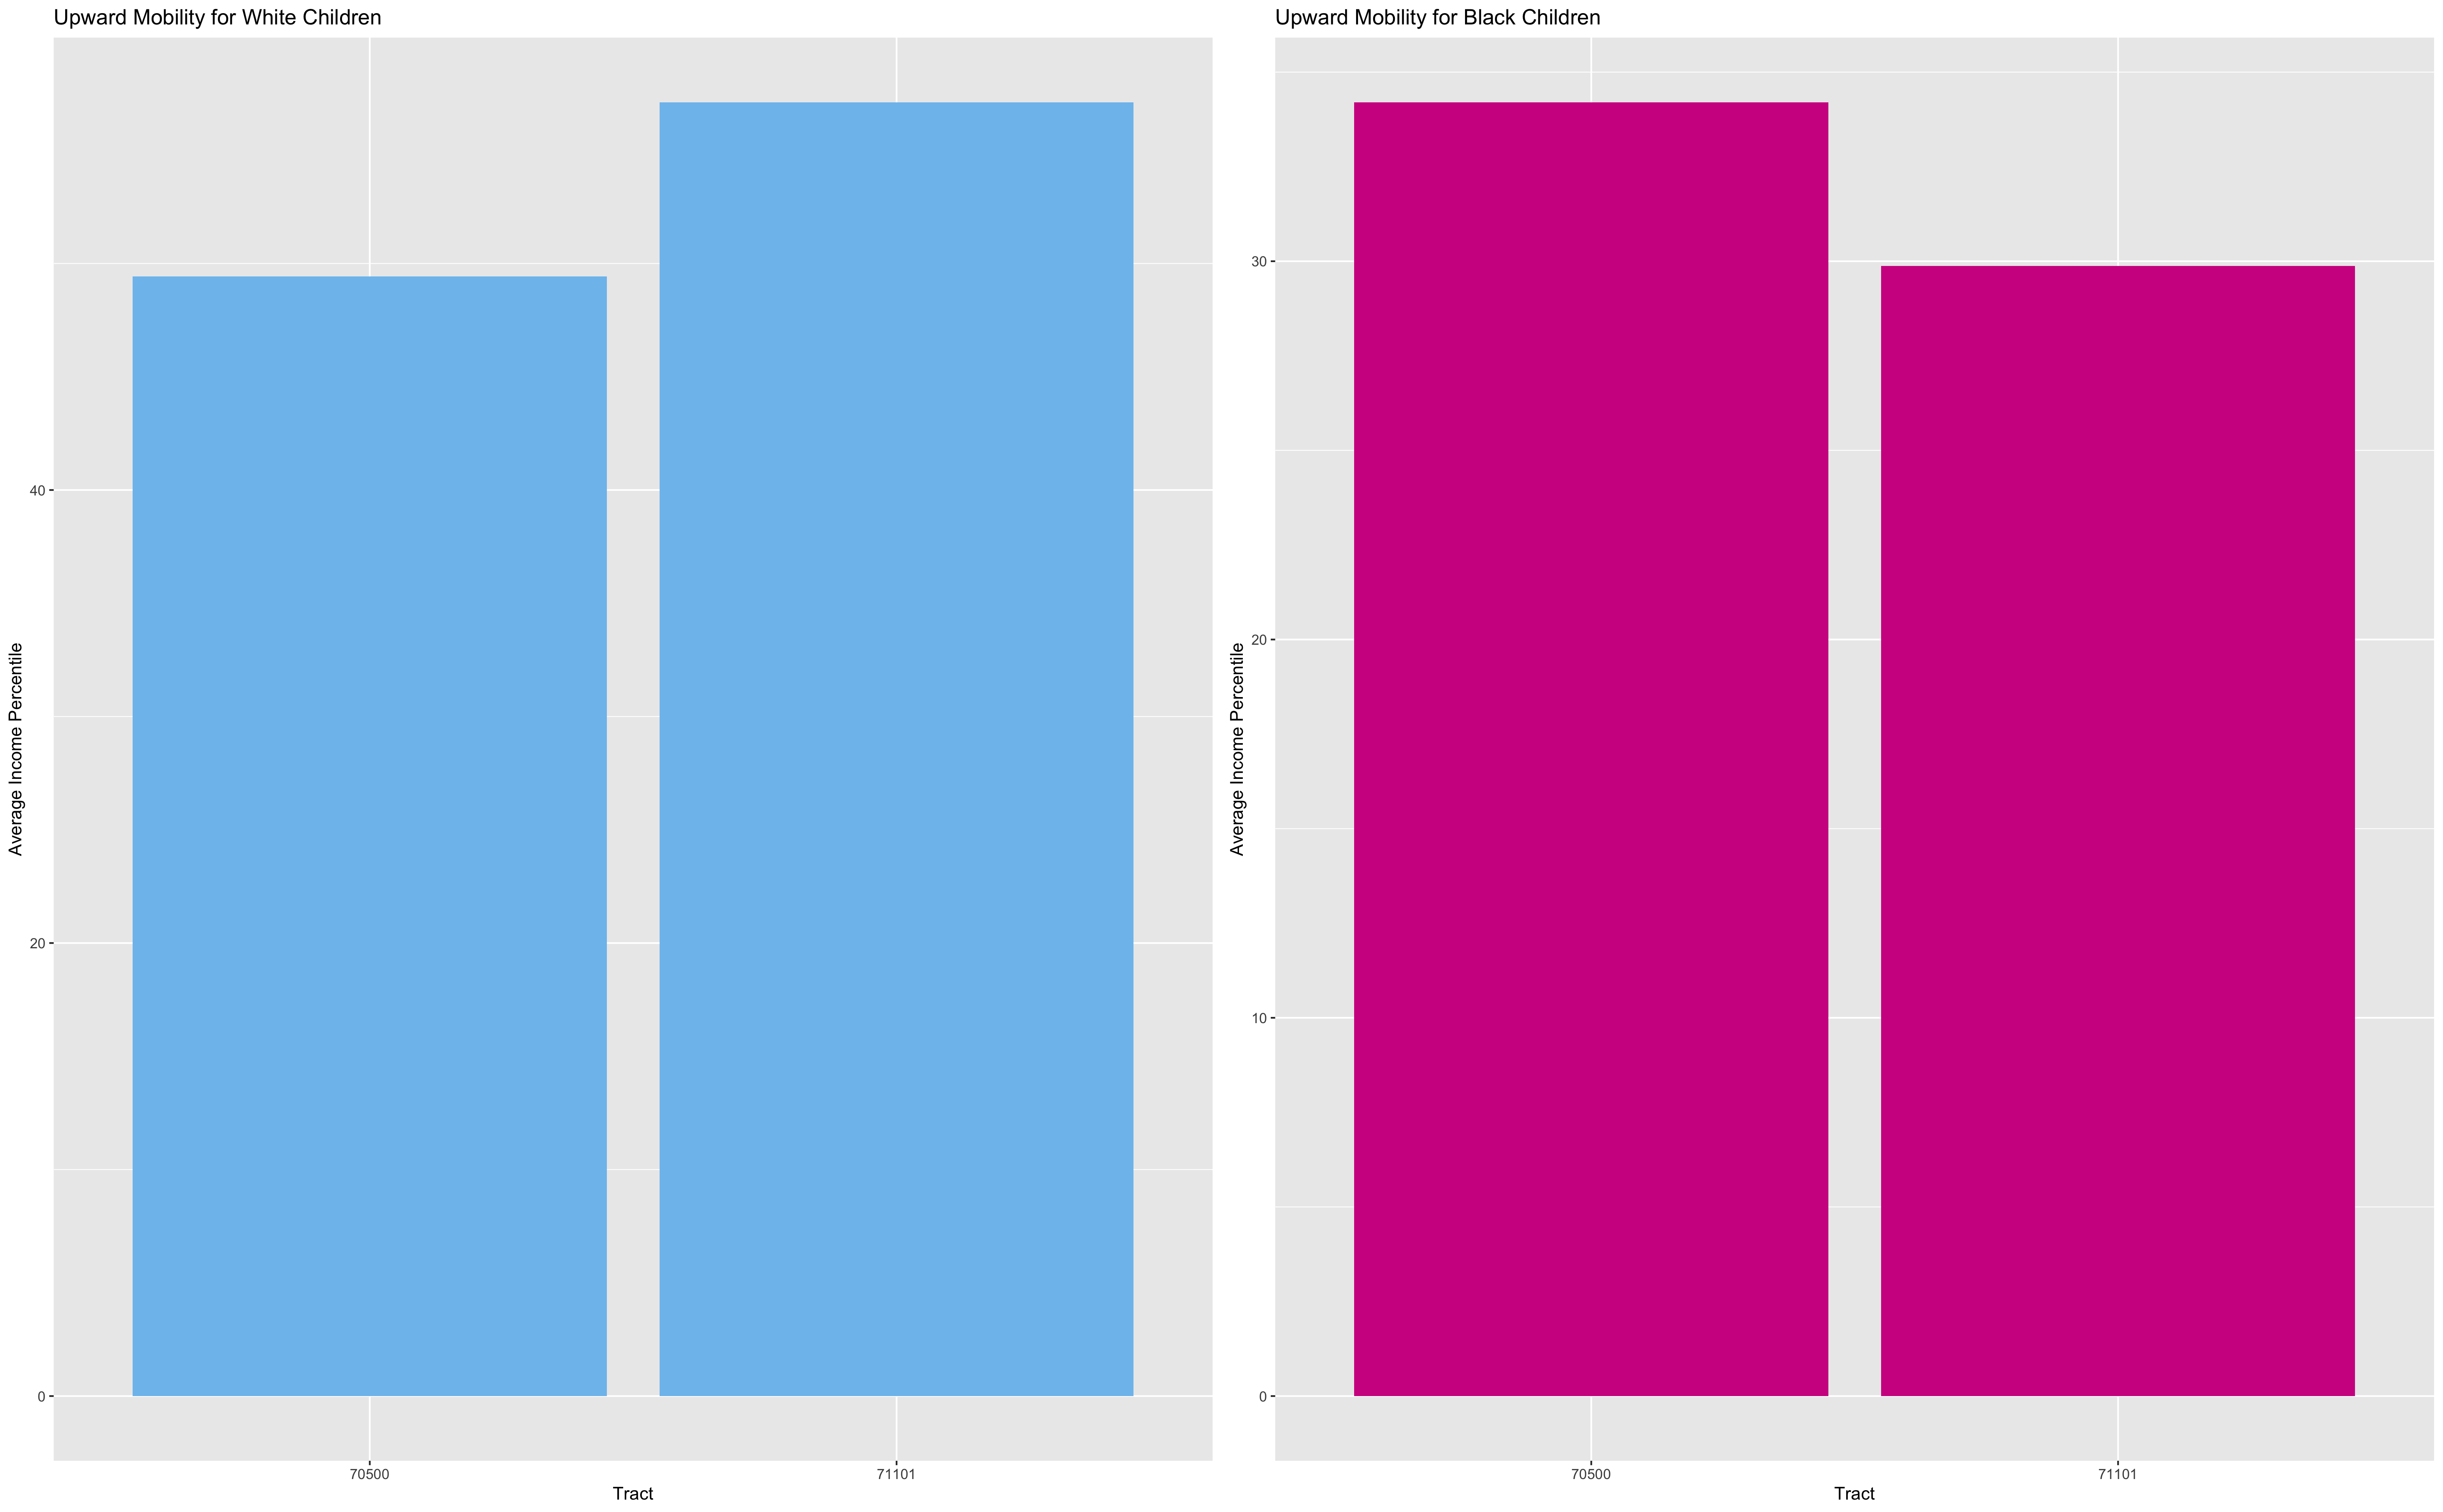 Upward Mobility for White Children
Average Income Percentile
40
20
0
70500
71101
Tract
Upward Mobility for Black Children
Average Income Percentile
30
20
10
0
70500
71101
Tract